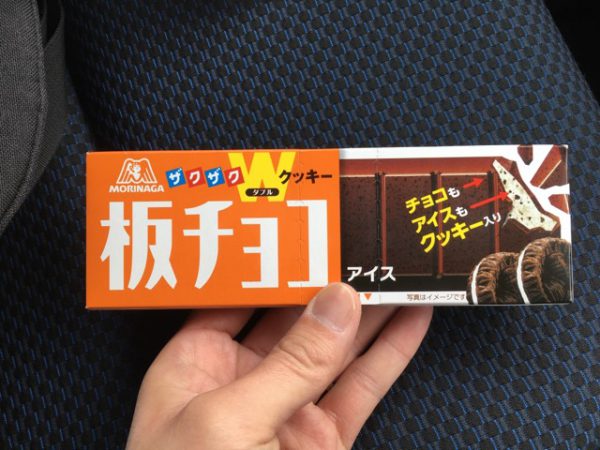 MORINAGA
ザクザクWクッキー
ダブル
板チョコ
アイス
チョコも
アイスも
クッキー入り
写真はイメージです